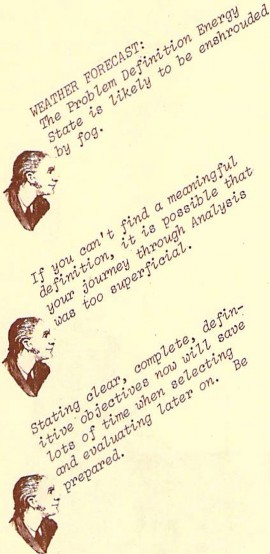 WEATHER FORECAST:
The Problem Definition Energy
State is likely to be enshrouded
by fog.
If you can't find a meaningful
definition, it is possible that
your journey through Analysis
was too superficial.
Stating clear, complete, defin-
itive objectives now will save
lots of time when selecting
and evaluating later on. Be
prepared.